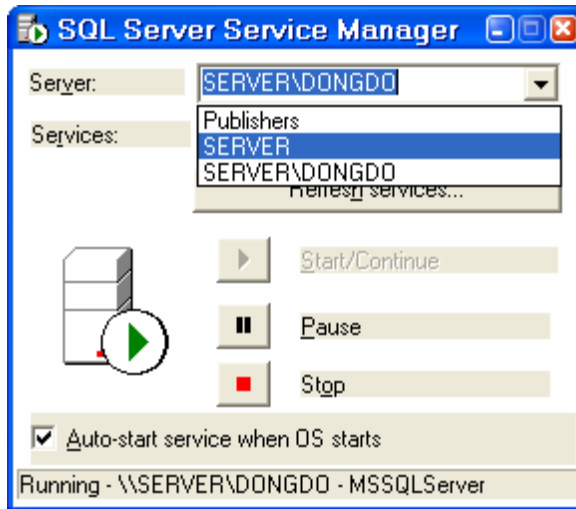 SQL Server Service Manager
Server: SERVER\DONGDO
Publishers
Services:
SERVER
SERVER\DONGDO
Refresh services...
Start/Continue
Pause
Stop
Auto-start service when OS starts
Running - \\SERVER\DONGDO - MSSQLServer